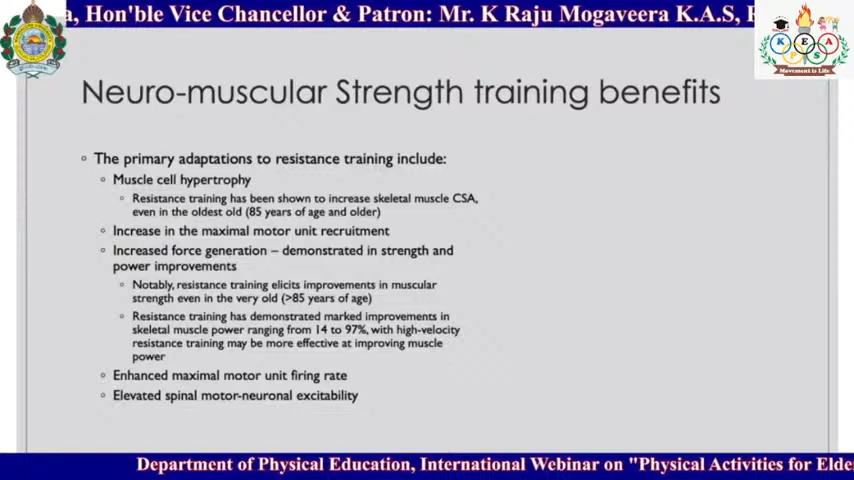 a, Hon'ble Vice Chancellor & Patron: Mr. K Raju Mogaveera K.A.S,
K E A
P S
Movement is Life
Neuro-muscular Strength training benefits
The primary adaptations to resistance training include:
Muscle cell hypertrophy
Resistance training has been shown to increase skeletal muscle CSA,
even in the oldest old (85 years of age and older)
Increase in the maximal motor unit recruitment
Increased force generation – demonstrated in strength and
power improvements
Notably, resistance training elicits improvements in muscular
strength even in the very old (>85 years of age)
Resistance training has demonstrated marked improvements in
skeletal muscle power ranging from 14 to 97%, with high-velocity
resistance training may be more effective at improving muscle
power
Enhanced maximal motor unit firing rate
Elevated spinal motor-neuronal excitability
Department of Physical Education, International Webinar on "Physical Activities for Elde